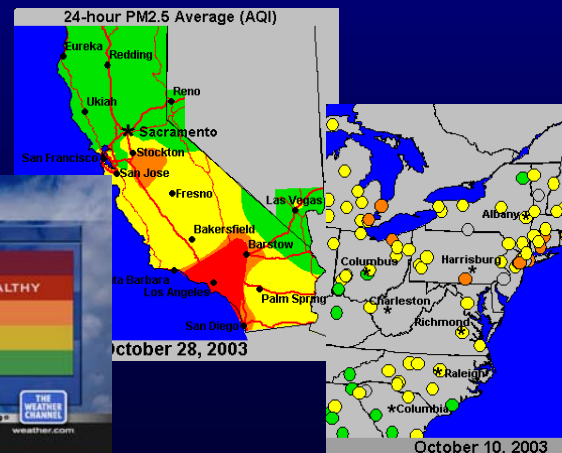 24-hour PM2.5 Average (AQI)
Eureka
Redding
Reno
Ukiah
Sacramento
San Francisco
Stockton
San Jose
Fresno
Las Vegas
Bakersfield
Barstow
ta Barbara
Los Angeles
Palm Spring
San Diego
October 28, 2003
Albany
Columbus
Harrisburg
Charleston
Richmond
Raleigh
Columbia
October 10, 2003
ALTHY
THE
WEATHER
CHANNEL
weather.com